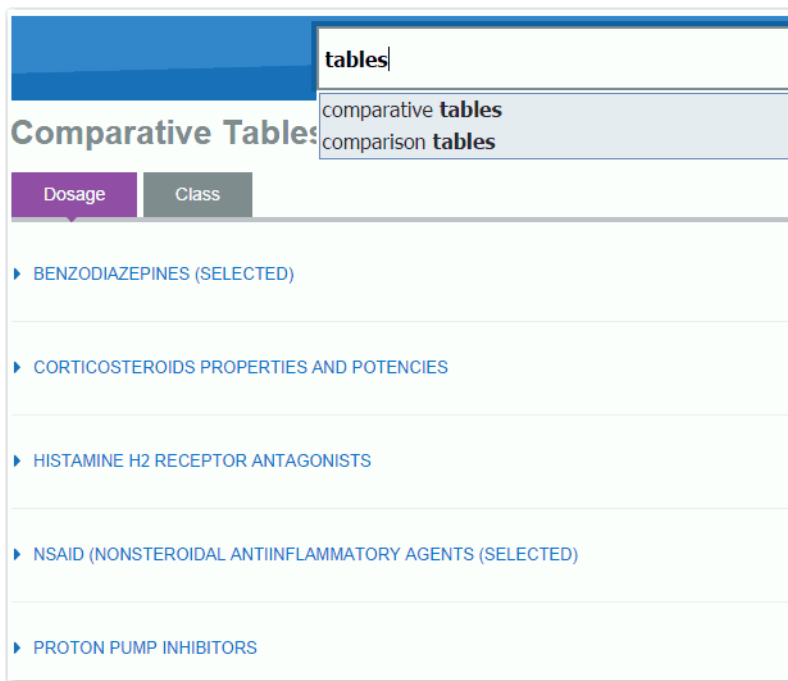 tables
comparative tables
comparison tables
Comparative Tables
Dosage
Class
BENZODIAZEPINES (SELECTED)
CORTICOSTEROIDS PROPERTIES AND POTENCIES
HISTAMINE H2 RECEPTOR ANTAGONISTS
NSAID (NONSTEROIDAL ANTIINFLAMMATORY AGENTS (SELECTED)
PROTON PUMP INHIBITORS